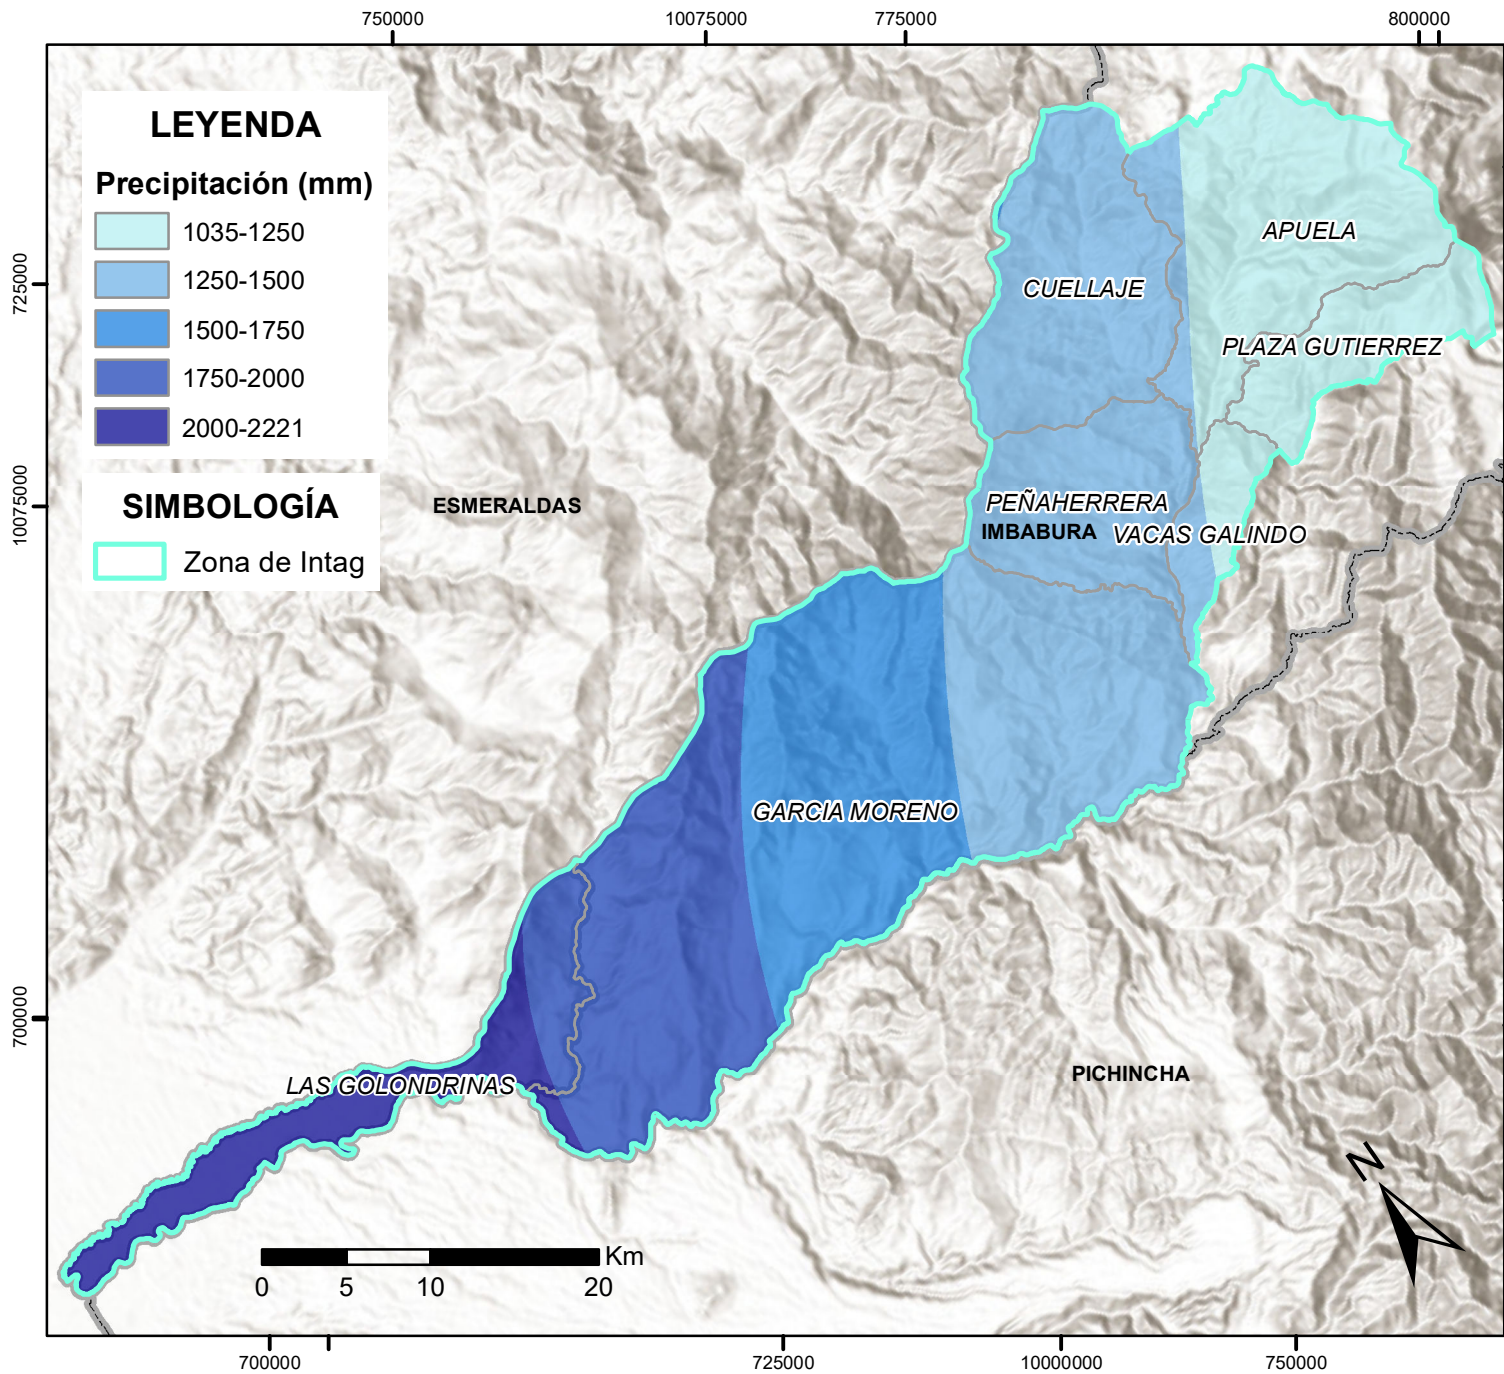 750000
10075000
775000
800000
LEYENDA
Precipitación (mm)
1035-1250
1250-1500
1500-1750
1750-2000
2000-2221
SIMBOLOGÍA
Zona de Intag
725000
10075000
700000
APUELA
CUELLAJE
PLAZA GUTIERREZ
ESMERALDAS
PEÑAHERRERA
IMBABURA
VACAS GALINDO
GARCIA MORENO
PICHINCHA
LAS GOLONDRINAS
N
Km
0 5 10 20
700000
725000
10000000
750000